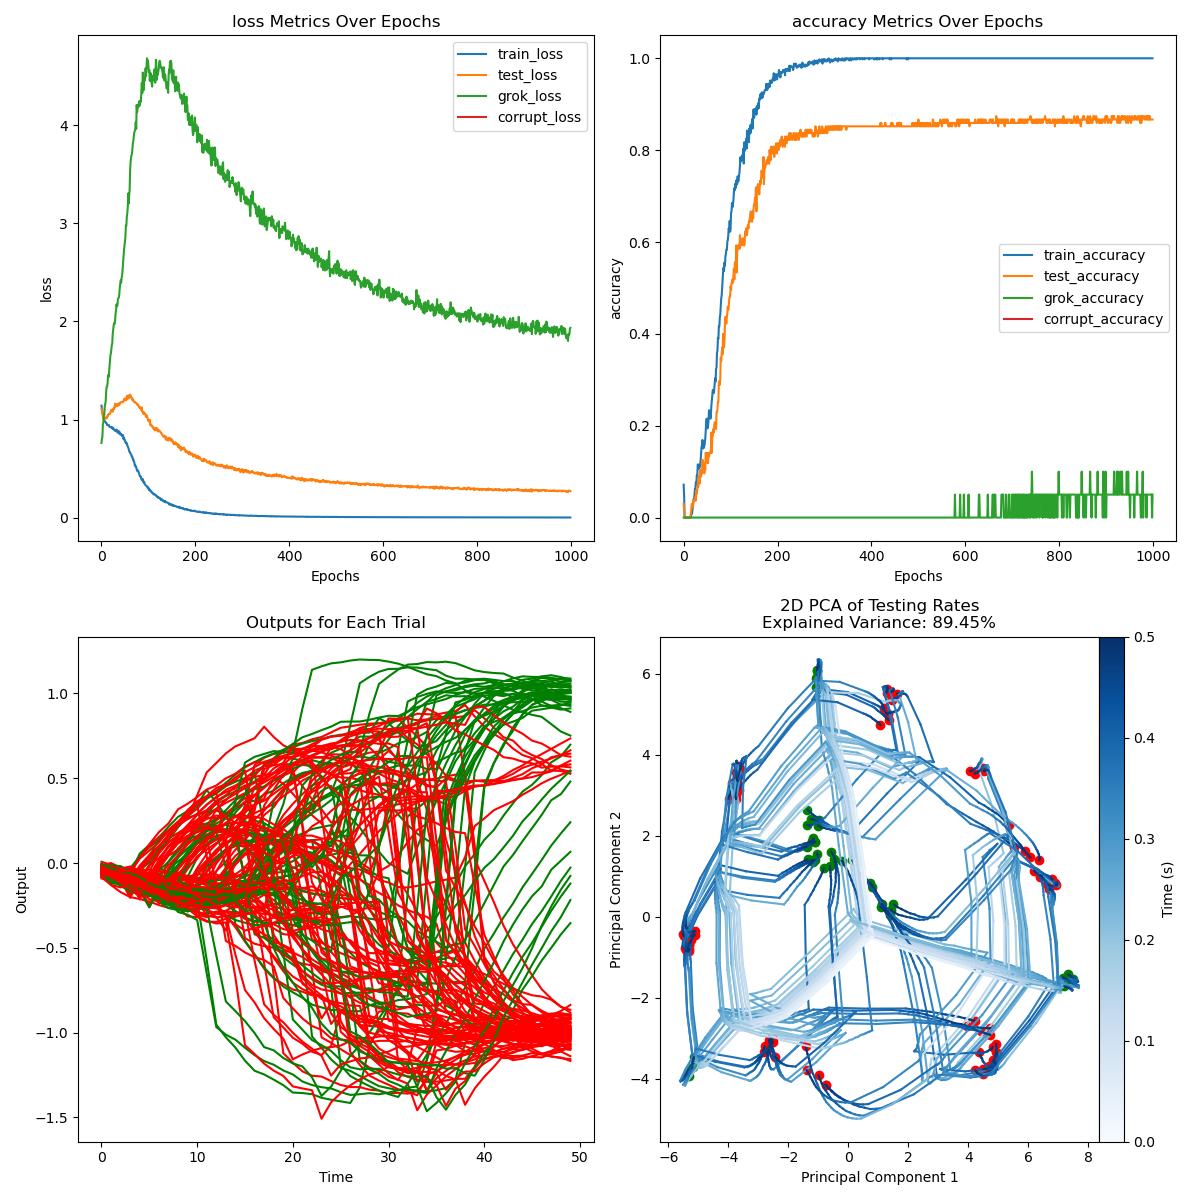 loss Metrics Over Epochs
loss
4
3
2
1
0
train_loss
test_loss
grok_loss
corrupt_loss
0 200 400 600 800 1000
Epochs
accuracy Metrics Over Epochs
accuracy
1.0
0.8
0.6
0.4
0.2
0.0
train_accuracy
test_accuracy
grok_accuracy
corrupt_accuracy
0 200 400 600 800 1000
Epochs
Outputs for Each Trial
Output
1.0
0.5
0.0
−0.5
−1.0
−1.5
0 10 20 30 40 50
Time
2D PCA of Testing Rates
Explained Variance: 89.45%
Principal Component 2
6
4
2
0
−2
−4
−6 −4 −2 0 2 4 6 8
Principal Component 1
0.5
0.4
0.3
0.2
0.1
0.0
Time (s)